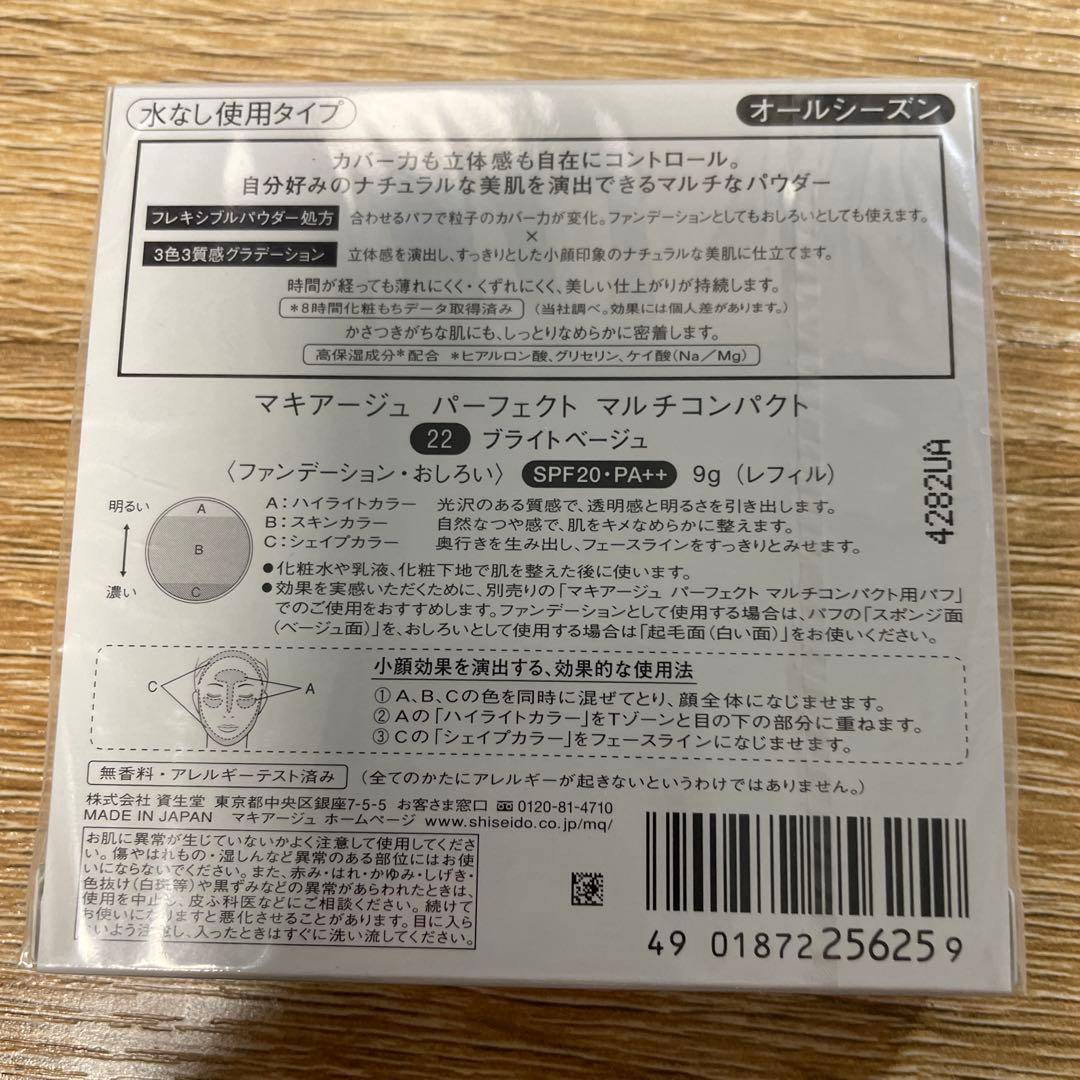 水なし使用タイプ
オールシーズン
カバー力も立体感も自在にコントロール。
自分好みのナチュラルな美肌を演出できるマルチなパウダー
フレキシブルパウダー処方 合わせるパフで粒子のカバー力が変化。ファンデーションとしてもおしろいとしても使えます。
×
3色3質感グラデーション 立体感を演出し、すっきりとした小顔印象のナチュラルな美肌に仕立てます。
時間が経っても薄れにくく・くずれにくく、美しい仕上がりが持続します。
*8時間化粧もちデータ取得済み (当社調べ。効果には個人差があります。)
かさつきがちな肌にも、しっとりなめらかに密着します。
高保湿成分*配合 *ヒアルロン酸、グリセリン、ケイ酸(Na/Mg)
マキアージュ パーフェクト マルチコンパクト
22 ブライトベージュ
〈ファンデーション・おしろい〉 SPF20・PA++ 9g (レフィル)
4282UA
明るい
濃い
A
B
C
A:ハイライトカラー 光沢のある質感で、透明感と明るさを引き出します。
B:スキンカラー 自然なつや感で、肌をキメなめらかに整えます。
C:シェイプカラー 奥行きを生み出し、フェースラインをすっきりとみせます。
●化粧水や乳液、化粧下地で肌を整えた後に使います。
●効果を実感いただくために、別売りの「マキアージュ パーフェクト マルチコンパクト用パフ」
でのご使用をおすすめします。ファンデーションとして使用する場合は、パフの「スポンジ面
(ベージュ面)」を、おしろいとして使用する場合は「起毛面(白い面)」をお使いください。
C
A
小顔効果を演出する、効果的な使用法
①A、B、Cの色を同時に混ぜてとり、顔全体になじませます。
②Aの「ハイライトカラー」をTゾーンと目の下の部分に重ねます。
③Cの「シェイプカラー」をフェースラインになじませます。
無香料・アレルギーテスト済み (全てのかたにアレルギーが起きないというわけではありません。)
株式会社 資生堂 東京都中央区銀座7-5-5 お客さま窓口 0120-81-4710
MADE IN JAPAN マキアージュ ホームページ www.shiseido.co.jp/mq/
お肌に異常が生じていないかよく注意して使用してくださ
い。傷やはれもの・湿しんなど異常のある部位にはお使
いにならないでください。また、赤み・はれ・かゆみ・しげき・
色抜け(白斑等)や黒ずみなどの異常があらわれたときは、
使用を中止し、皮ふ科医などにご相談ください。続けて
お使いになりますと悪化させることがあります。目に入ら
ないよう注意し、入ったときはすぐに洗い流してください。
4901872256259